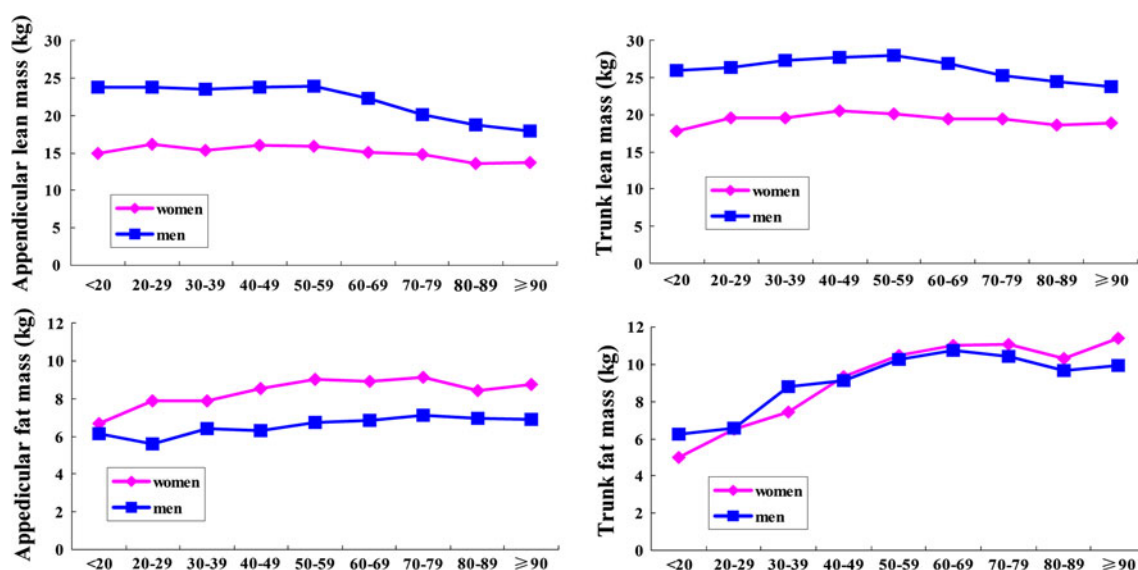 Appendicular lean mass (kg)
30
25
20
15
10
5
0
women
men
<20 20-29 30-39 40-49 50-59 60-69 70-79 80-89 ≥90
Trunk lean mass (kg)
30
25
20
15
10
5
0
women
men
<20 20-29 30-39 40-49 50-59 60-69 70-79 80-89 ≥90
Appedicular fat mass (kg)
12
10
8
6
4
2
0
women
men
<20 20-29 30-39 40-49 50-59 60-69 70-79 80-89 ≥90
Trunk fat mass (kg)
12
10
8
6
4
2
0
women
men
<20 20-29 30-39 40-49 50-59 60-69 70-79 80-89 ≥90